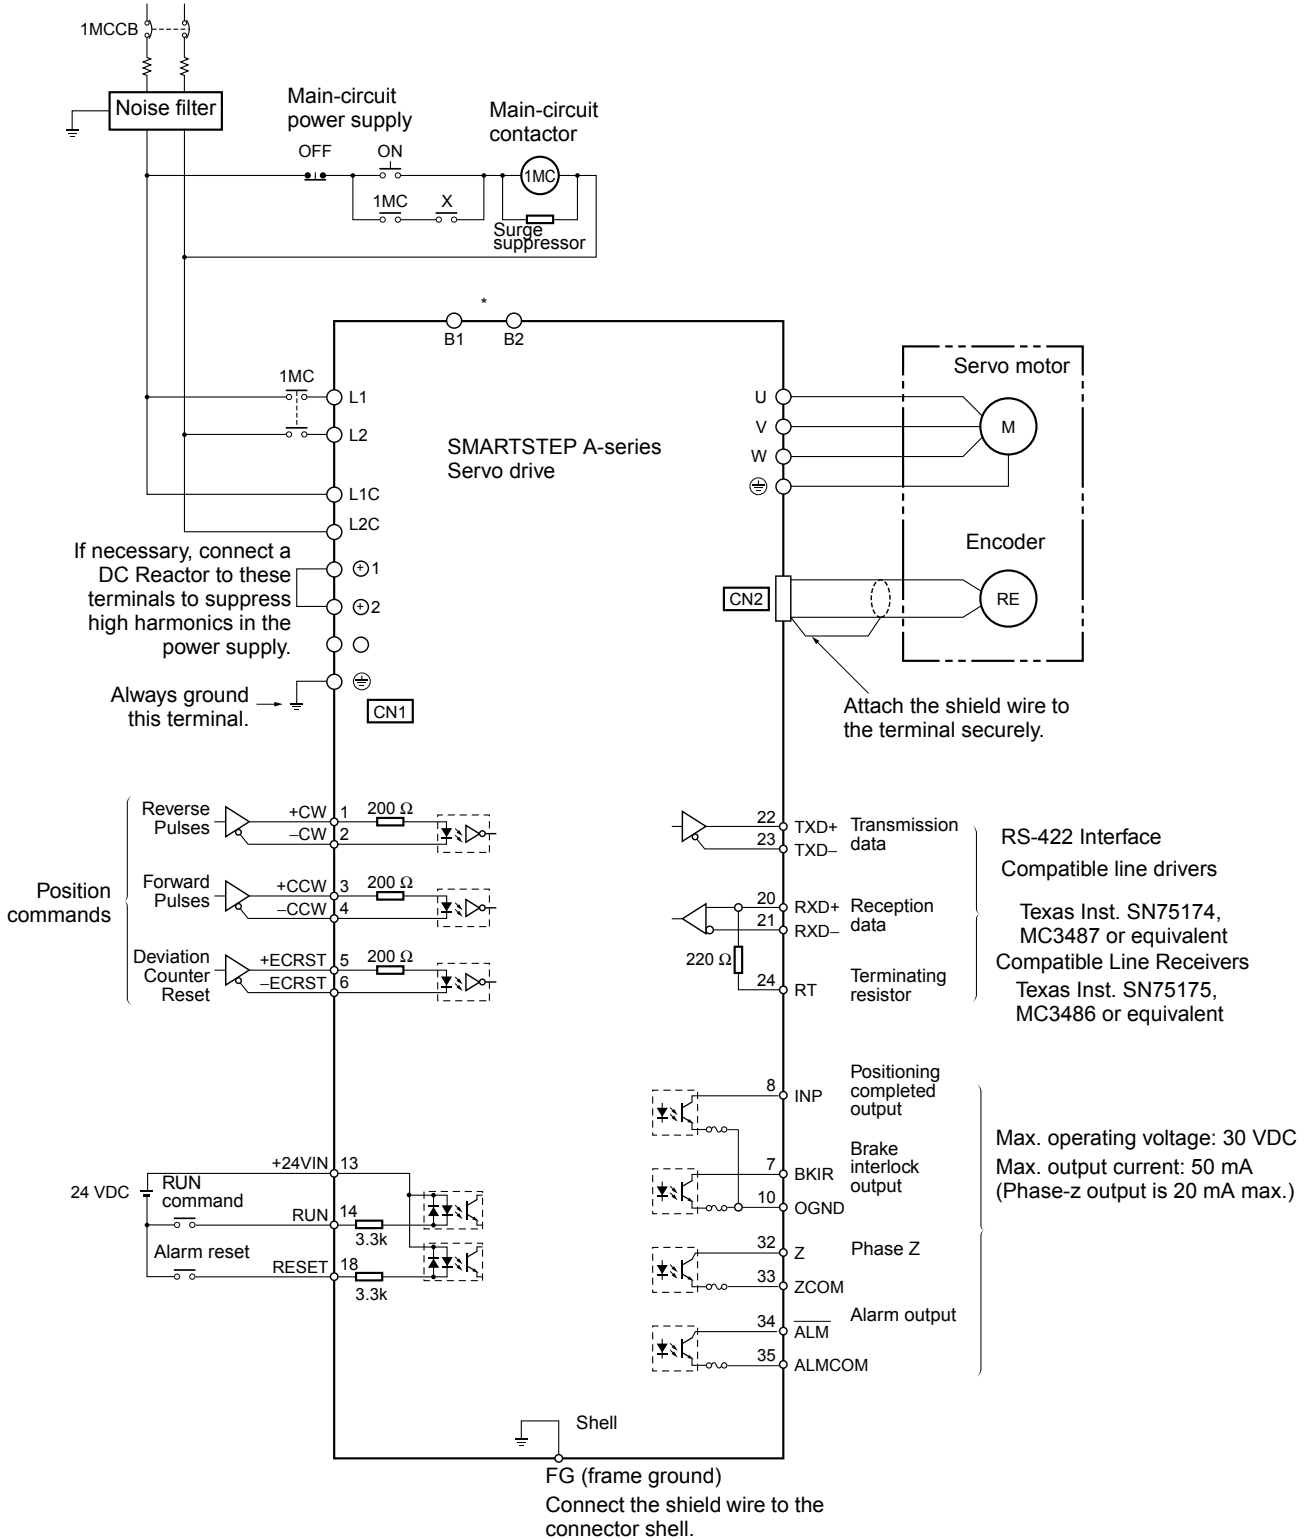 1MCCB
Noise filter
Main-circuit
power supply
OFF
ON
1MC
X
Main-circuit
contactor
1MC
Surge
suppressor
*
B1
B2
1MC
L1
L2
L1C
L2C
SMARTSTEP A-series
Servo drive
U
V
W
Servo motor
M
Encoder
RE
CN2
Attach the shield wire to
the terminal securely.
If necessary, connect a
DC Reactor to these
terminals to suppress
high harmonics in the
power supply.
+1
+2
Always ground
this terminal.
CN1
Position
commands
Reverse
Pulses
+CW
1
200 Ω
–CW
2
Forward
Pulses
+CCW
3
200 Ω
–CCW
4
Deviation
Counter
Reset
+ECRST
5
200 Ω
–ECRST
6
22
TXD+
23
TXD–
Transmission
data
20
RXD+
21
RXD–
Reception
data
220 Ω
24
RT
Terminating
resistor
RS-422 Interface
Compatible line drivers
Texas Inst. SN75174,
MC3487 or equivalent
Compatible Line Receivers
Texas Inst. SN75175,
MC3486 or equivalent
24 VDC
+24VIN
13
RUN
command
RUN
14
3.3k
Alarm reset
RESET
18
3.3k
8
INP
Positioning
completed
output
7
BKIR
Brake
interlock
output
10
OGND
32
Z
Phase Z
33
ZCOM
34
ALM
Alarm output
35
ALMCOM
Max. operating voltage: 30 VDC
Max. output current: 50 mA
(Phase-z output is 20 mA max.)
Shell
FG (frame ground)
Connect the shield wire to the
connector shell.